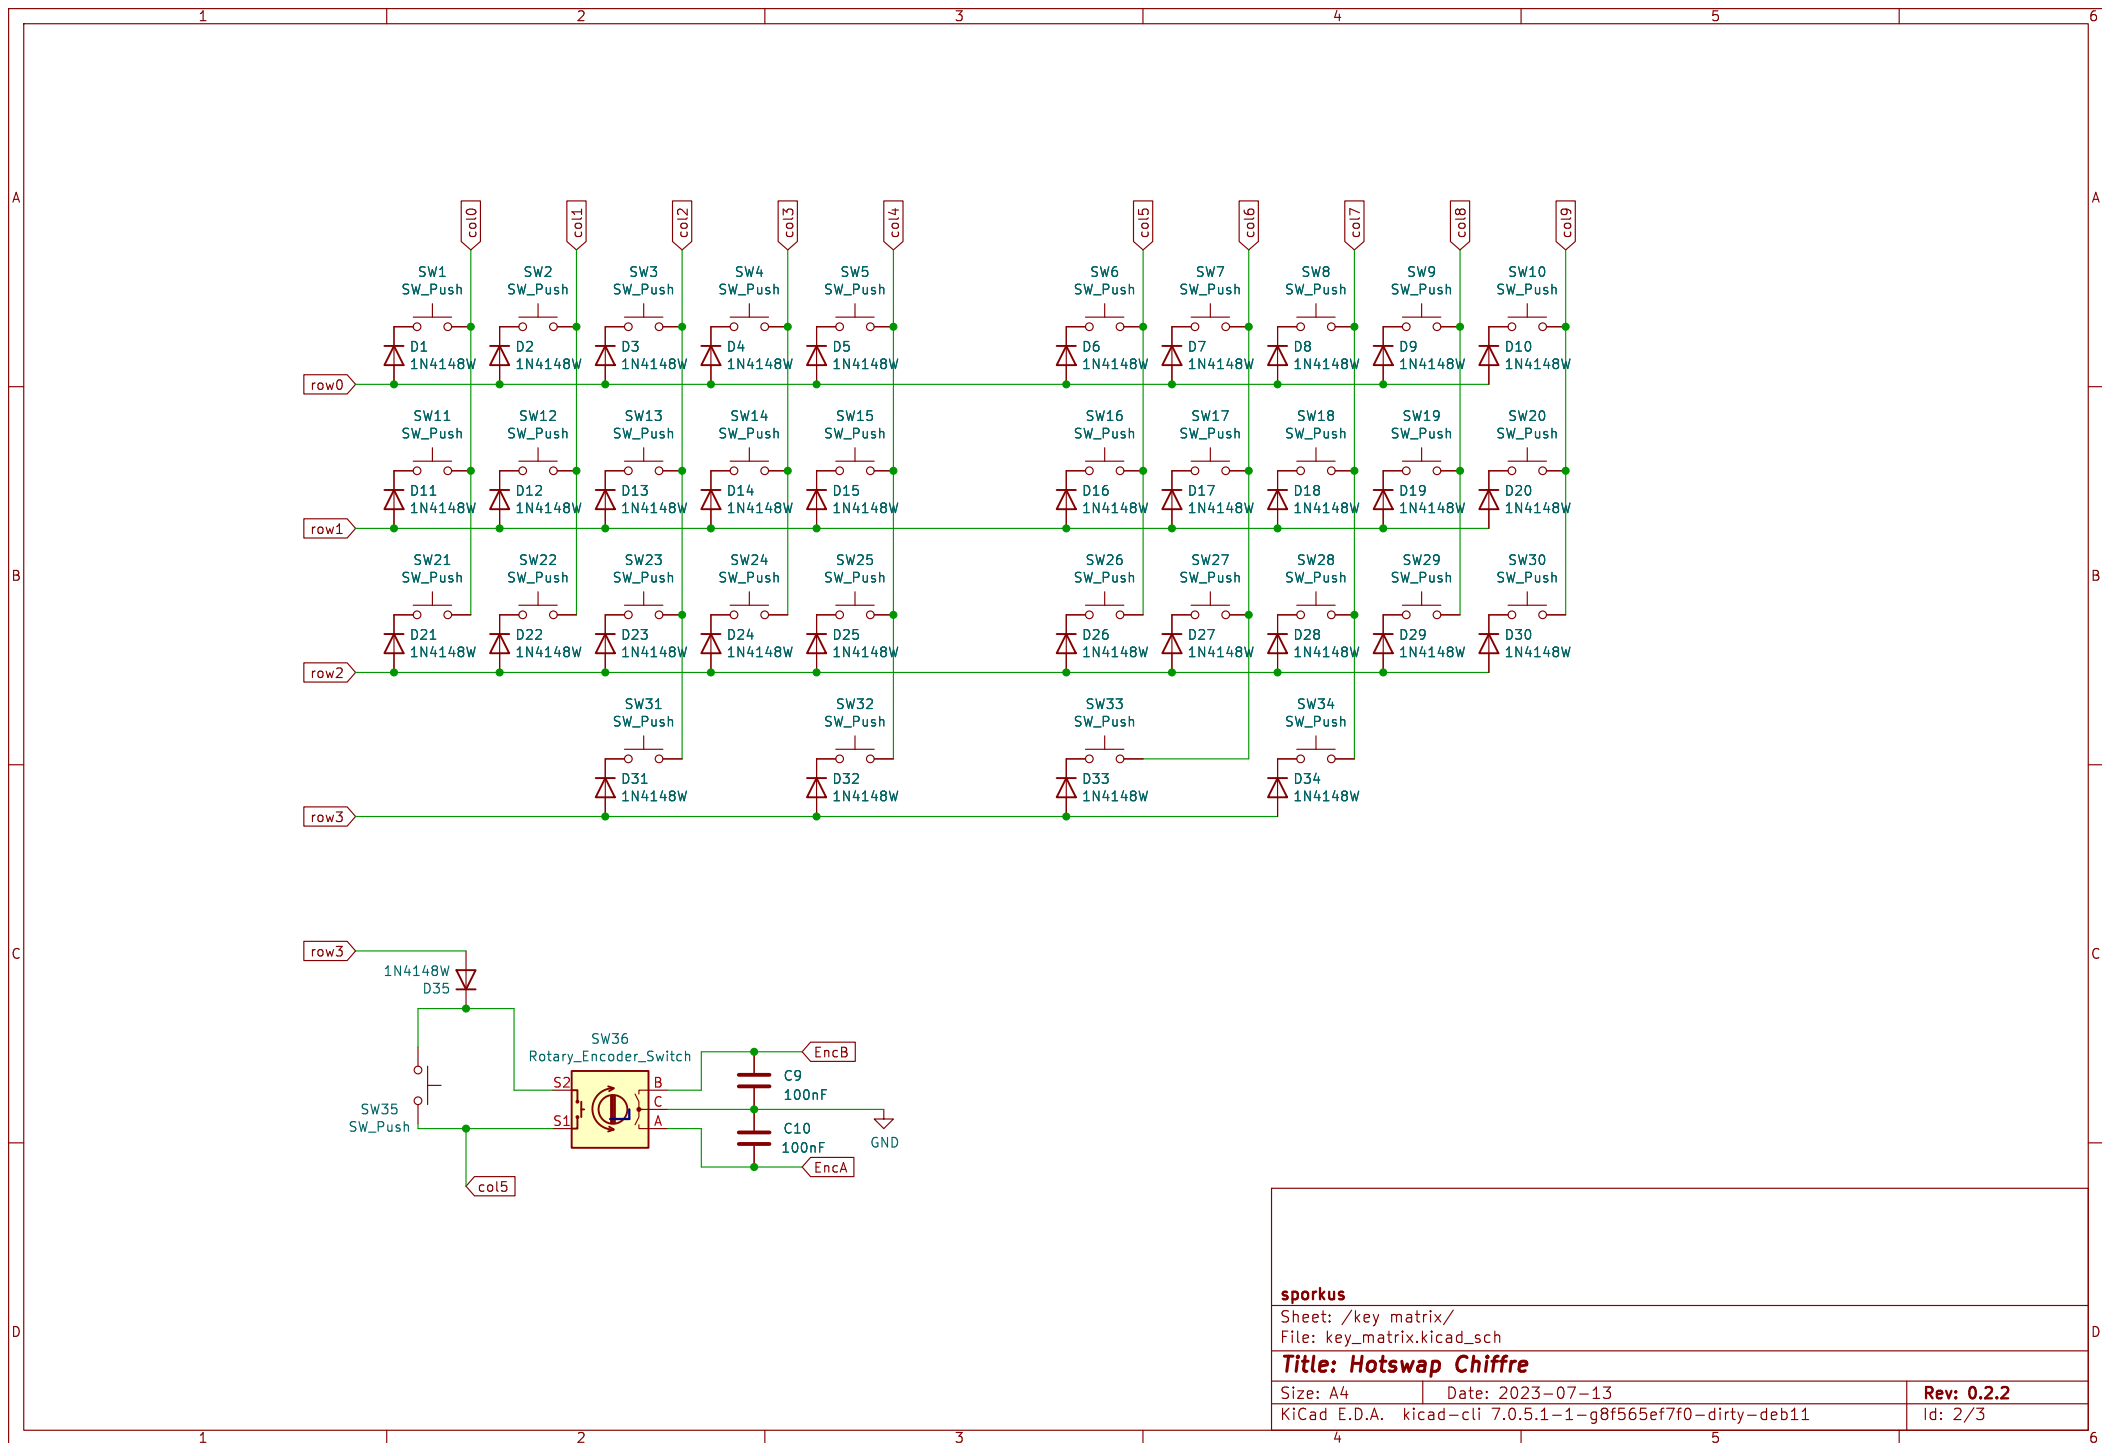 1 2 3 4 5 6
A A
col0 col1 col2 col3 col4 col5 col6 col7 col8 col9
SW1 SW2 SW3 SW4 SW5 SW6 SW7 SW8 SW9 SW10
SW_Push SW_Push SW_Push SW_Push SW_Push SW_Push SW_Push SW_Push SW_Push SW_Push
D1 D2 D3 D4 D5 D6 D7 D8 D9 D10
1N4148W 1N4148W 1N4148W 1N4148W 1N4148W 1N4148W 1N4148W 1N4148W 1N4148W 1N4148W
row0
SW11 SW12 SW13 SW14 SW15 SW16 SW17 SW18 SW19 SW20
SW_Push SW_Push SW_Push SW_Push SW_Push SW_Push SW_Push SW_Push SW_Push SW_Push
D11 D12 D13 D14 D15 D16 D17 D18 D19 D20
1N4148W 1N4148W 1N4148W 1N4148W 1N4148W 1N4148W 1N4148W 1N4148W 1N4148W 1N4148W
row1
SW21 SW22 SW23 SW24 SW25 SW26 SW27 SW28 SW29 SW30
B B
SW_Push SW_Push SW_Push SW_Push SW_Push SW_Push SW_Push SW_Push SW_Push SW_Push
D21 D22 D23 D24 D25 D26 D27 D28 D29 D30
1N4148W 1N4148W 1N4148W 1N4148W 1N4148W 1N4148W 1N4148W 1N4148W 1N4148W 1N4148W
row2
SW31 SW32 SW33 SW34
SW_Push SW_Push SW_Push SW_Push
D31 D32 D33 D34
1N4148W 1N4148W 1N4148W 1N4148W
row3
row3
C C
1N4148W
D35
SW36
Rotary_Encoder_Switch
EncB
S2 B
C9
100nF
C
SW35
SW_Push
S1 A
C10
100nF
GND
EncA
col5
sporkus
Sheet: /key matrix/
File: key_matrix.kicad_sch
D D
Title: Hotswap Chiffre
Size: A4 Date: 2023-07-13 Rev: 0.2.2
KiCad E.D.A. kicad-cli 7.0.5.1-1-g8f565ef7f0-dirty-deb11 Id: 2/3
1 2 3 4 5 6